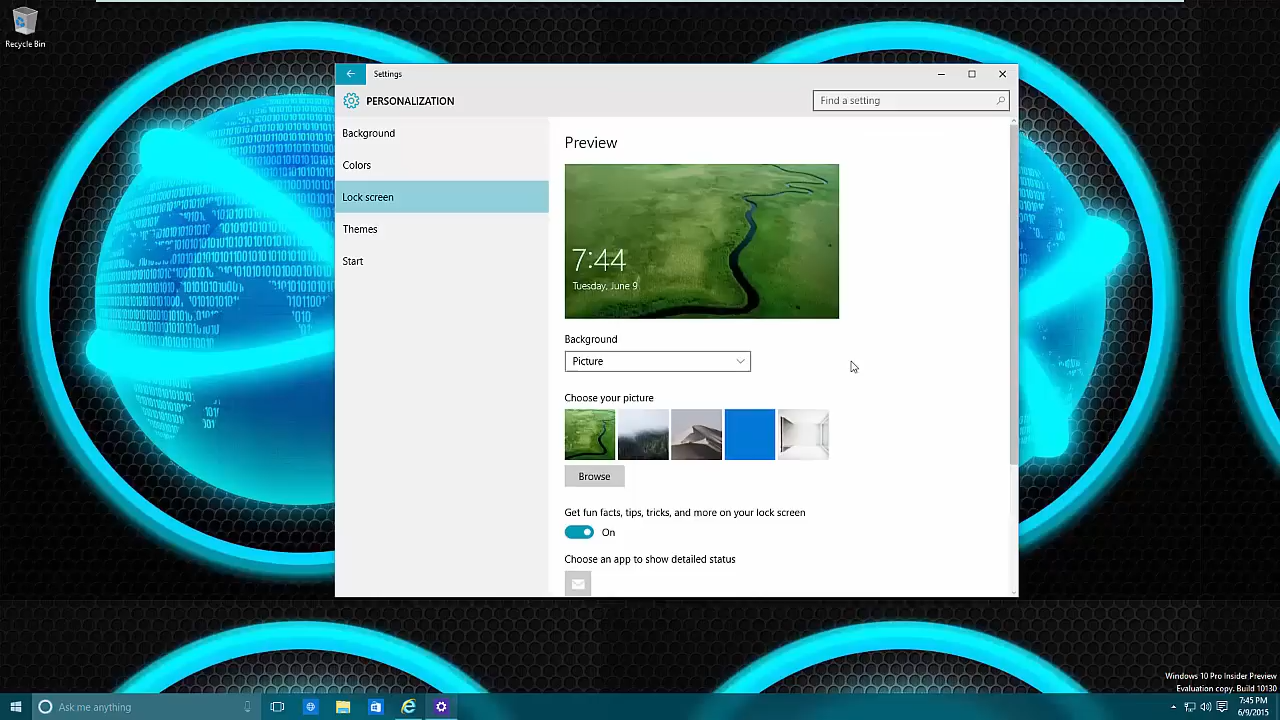 Recycle Bin
Settings
PERSONALIZATION
Find a setting
Background
Colors
Lock screen
Themes
Start
Preview
7:44
Tuesday, June 9
Background
Picture
Choose your picture
Browse
Get fun facts, tips, tricks, and more on your lock screen
On
Choose an app to show detailed status
Windows 10 Pro Insider Preview
Evaluation copy. Build 10130
Ask me anything
7:45 PM
6/9/2015